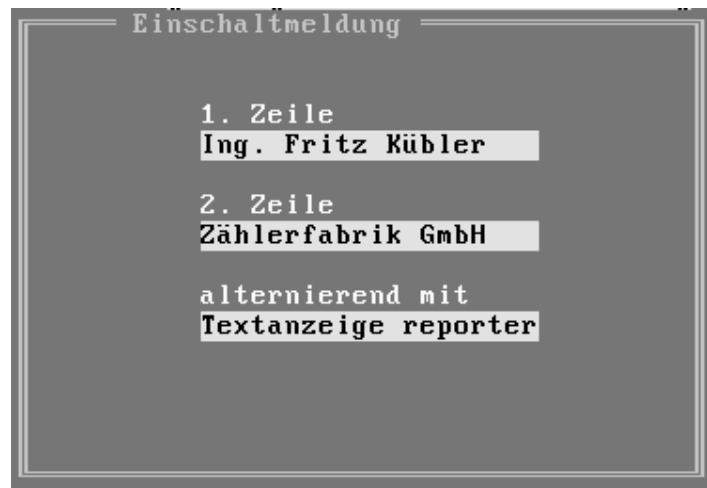 Einschaltmeldung
1. Zeile
Ing. Fritz Kübler
2. Zeile
Zählerfabrik GmbH
alternierend mit
Textanzeige reporter